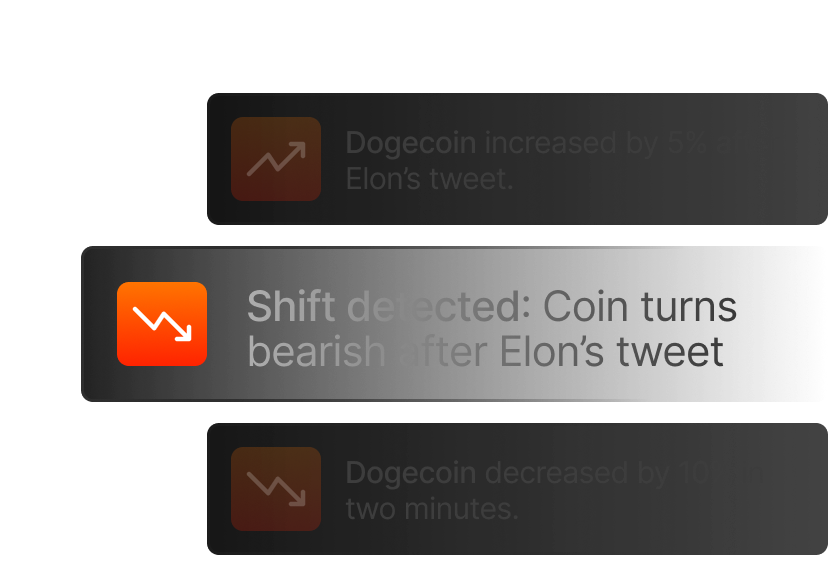 Dogecoin increased by 5% a
Elon’s tweet.
Shift detected: Coin turns
bearish after Elon’s tweet
Dogecoin decreased by 10
two minutes.